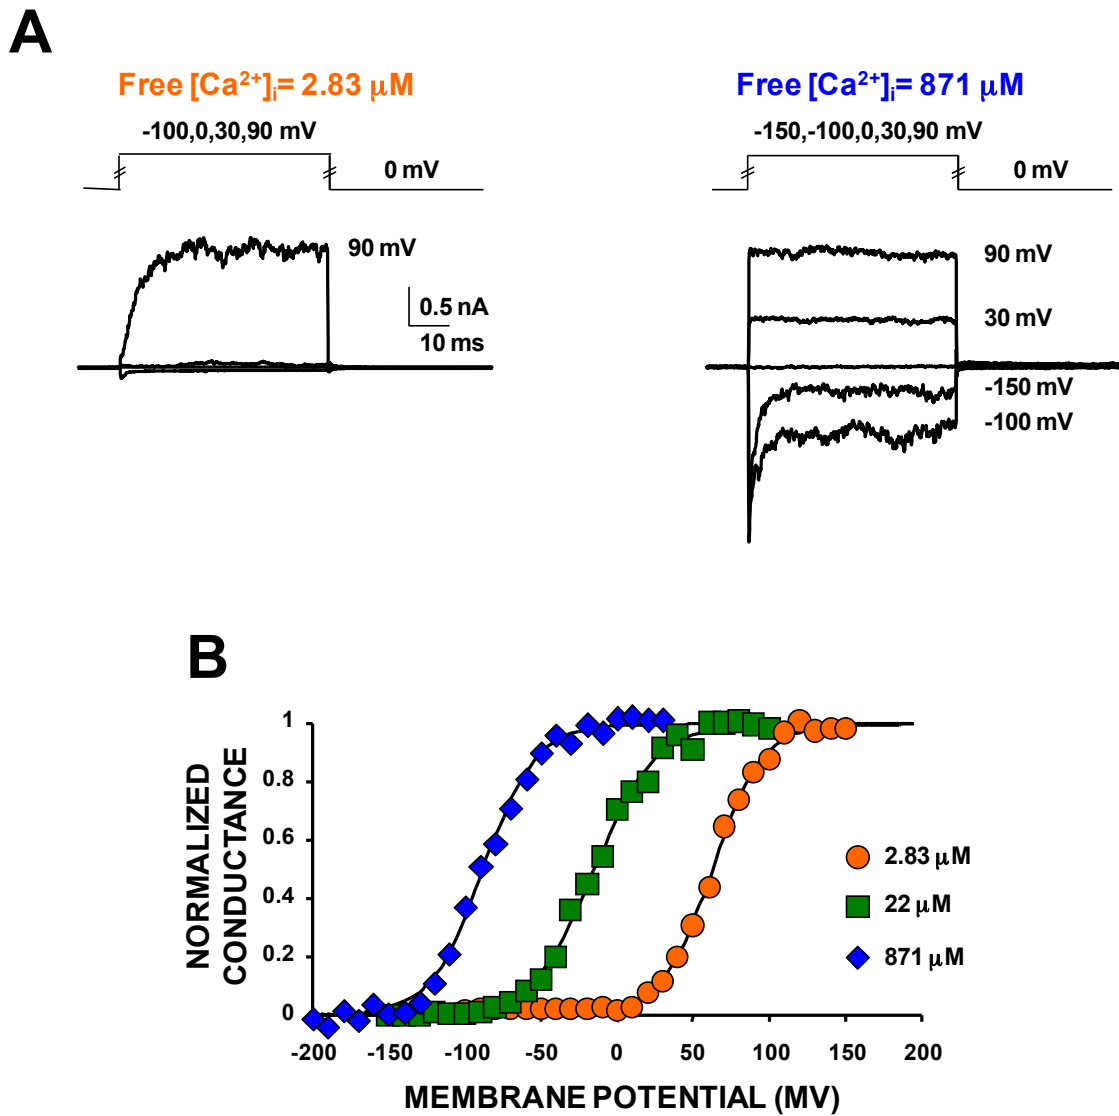 A
Free [Ca²⁺]ᵢ= 2.83 μM
-100,0,30,90 mV
0 mV
90 mV
0.5 nA
10 ms
Free [Ca²⁺]ᵢ= 871 μM
-150,-100,0,30,90 mV
0 mV
90 mV
30 mV
-150 mV
-100 mV
B
NORMALIZED
CONDUCTANCE
1
0.8
0.6
0.4
0.2
0
2.83 μM
22 μM
871 μM
-200 -150 -100 -50 0 50 100 150 200
MEMBRANE POTENTIAL (MV)